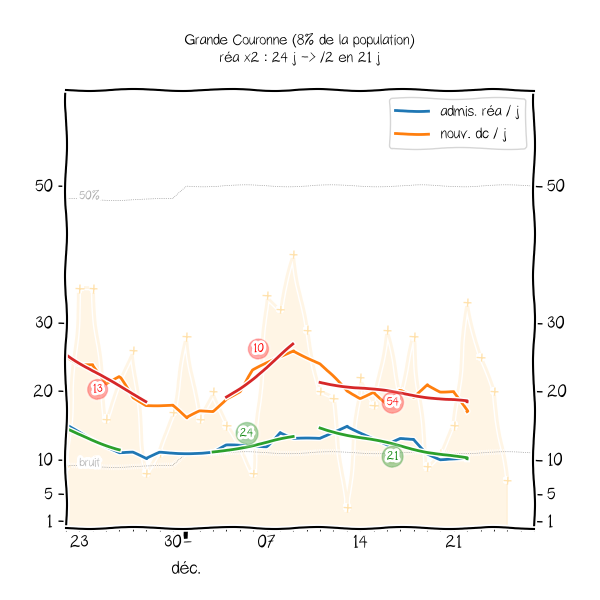 Grande Couronne (8% de la population)
réa x2 : 24 j -> /2 en 21 j
admis. réa / j
nouv. dc / j
50 50
50%
30 30
10
13
20 20
54
24
21
10 10
bruit
5 5
1 1
23 30 07 14 21
déc.